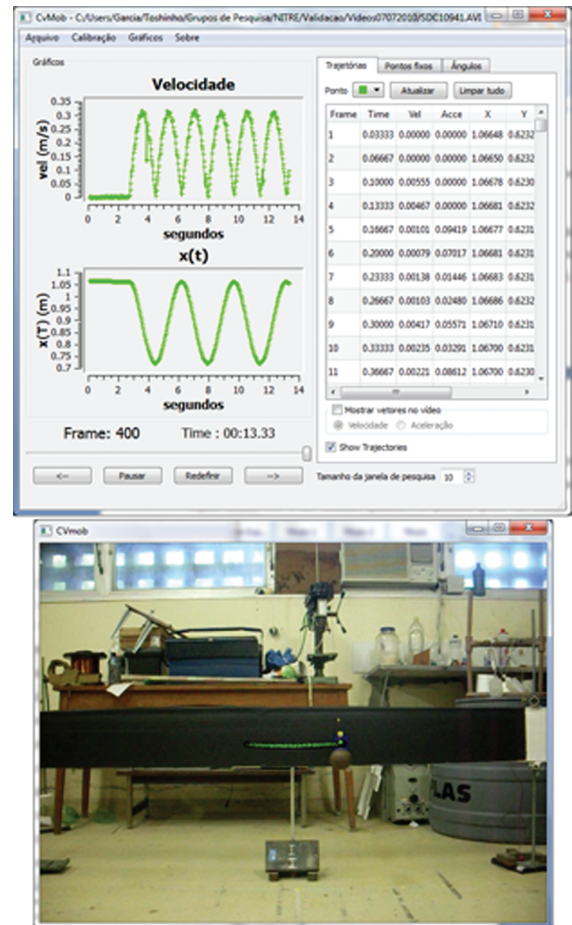 CvMob - C:/Users/Garcia/Toshinho/Grupos de Pesquisa/NITRE/Validacao/Videos07072010/SDC10941.AVI
Arquivo Calibração Gráficos Sobre
Gráficos
Velocidade
0.35
0.3
0.25
0.2
0.15
0.1
0.05
0
vel (m/s)
0 2 4 6 8 10 12 14
segundos
x(t)
1.1
1.05
1
0.95
0.9
0.85
0.8
0.75
0.7
x(T) (m)
0 2 4 6 8 10 12 14
segundos
Frame: 400 Time : 00:13.33
<-- Pausar Redefinir -->
Trajetórias Pontos fixos Ângulos
Ponto Atualizar Limpar tudo
Frame Time Vel Acce X Y
1 0.03333 0.00000 0.00000 1.06648 0.6232
2 0.06667 0.00000 0.00000 1.06650 0.6232
3 0.10000 0.00555 0.00000 1.06678 0.6230
4 0.13333 0.00467 0.00000 1.06681 0.6232
5 0.16667 0.00101 0.09419 1.06677 0.6231
6 0.20000 0.00079 0.07017 1.06681 0.6231
7 0.23333 0.00138 0.01446 1.06683 0.6231
8 0.26667 0.00103 0.02480 1.06686 0.6232
9 0.30000 0.00417 0.05571 1.06710 0.6231
10 0.33333 0.00235 0.03291 1.06700 0.6231
11 0.36667 0.00221 0.08612 1.06700 0.6230
Mostrar vetores no vídeo
Velocidade Aceleração
Show Trajectories
Tamanho da janela de pesquisa 10
CVmob
LAS